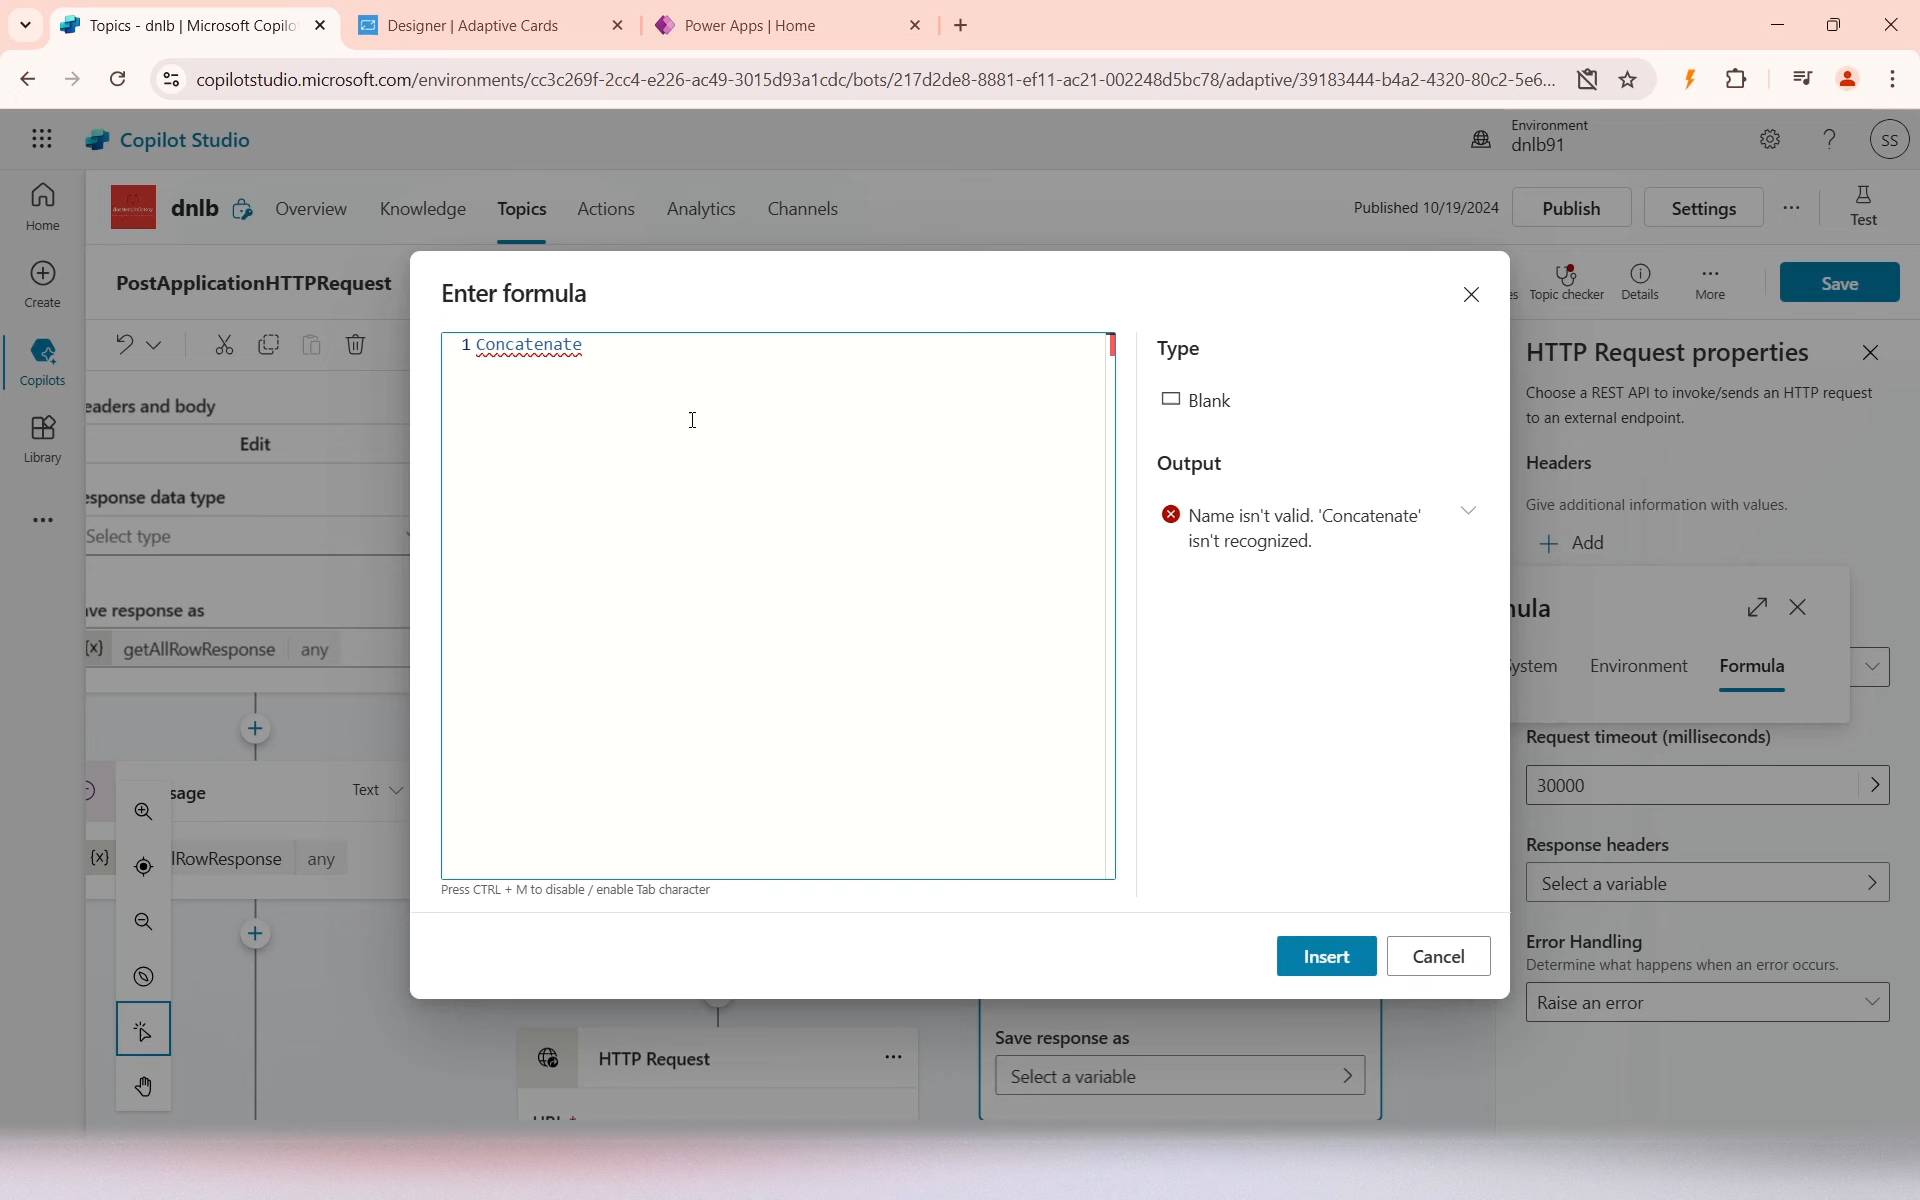 Topics - dnlb | Microsoft Copilo
Designer | Adaptive Cards
Power Apps | Home
copilotstudio.microsoft.com/environments/cc3c269f-2cc4-e226-ac49-3015d93a1cdc/bots/217d2de8-8881-ef11-ac21-002248d5bc78/adaptive/39183444-b4a2-4320-80c2-5e6...
Copilot Studio
Environment
dnlb91
SS
Home
Create
Copilots
Library
dnlb
Overview
Knowledge
Topics
Actions
Analytics
Channels
Published 10/19/2024
Publish
Settings
Test
PostApplicationHTTPRequest
es
Topic checker
Details
More
Save
eaders and body
Edit
esponse data type
Select type
ave response as
{x} getAllRowResponse any
sage
Text
{x} lRowResponse any
Enter formula
1 Concatenate
Press CTRL + M to disable / enable Tab character
Type
Blank
Output
Name isn't valid. 'Concatenate'
isn't recognized.
Insert
Cancel
HTTP Request
URL *
Save response as
Select a variable
HTTP Request properties
Choose a REST API to invoke/sends an HTTP request
to an external endpoint.
Headers
Give additional information with values.
Add
nula
System
Environment
Formula
Request timeout (milliseconds)
30000
Response headers
Select a variable
Error Handling
Determine what happens when an error occurs.
Raise an error